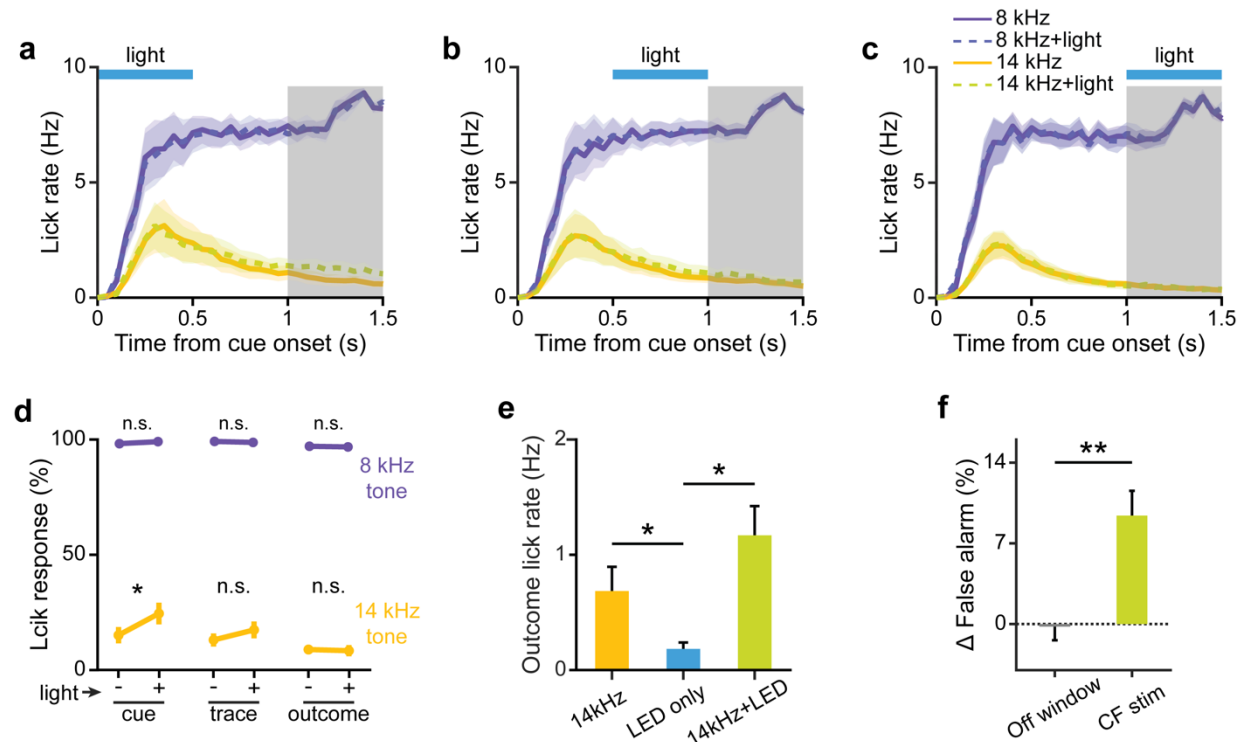 a
light
10
5
0
Lick rate (Hz)
0 0.5 1 1.5
Time from cue onset (s)
b
light
10
5
0
Lick rate (Hz)
0 0.5 1 1.5
Time from cue onset (s)
c
8 kHz
8 kHz+light
14 kHz
14 kHz+light
light
10
5
0
Lick rate (Hz)
0 0.5 1 1.5
Time from cue onset (s)
d
n.s. n.s. n.s.
100
50
0
Lcik response (%)
8 kHz
tone
* n.s. n.s.
14 kHz
tone
light - + - + - +
cue trace outcome
e
2
1
0
Outcome lick rate (Hz)
* *
14kHz
LED only
14kHz+LED
f
14
7
0
Δ False alarm (%)
**
Off window
CF stim